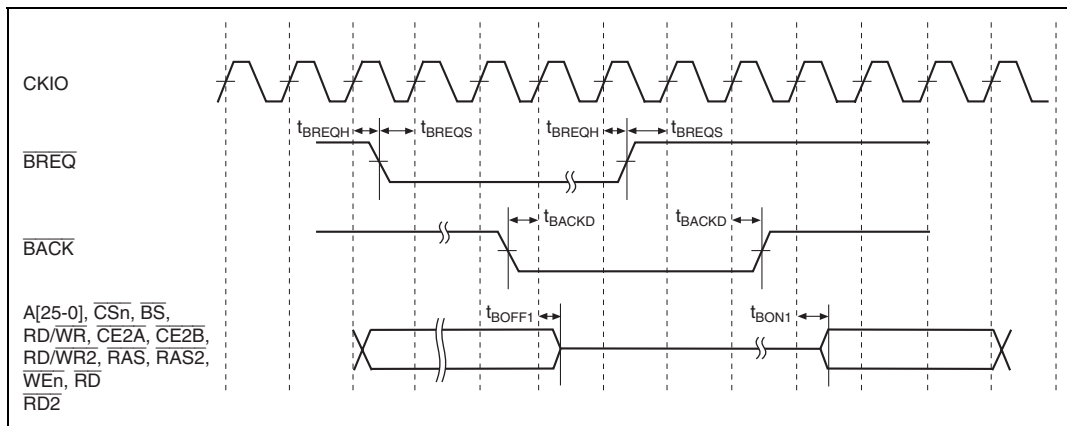 CKIO
tBREQH tBREQS tBREQH tBREQS
BREQ
tBACKD tBACKD
BACK
A[25-0], CSn, BS,
RD/WR, CE2A, CE2B,
RD/WR2, RAS, RAS2,
WEn, RD
RD2
tBOFF1 tBON1